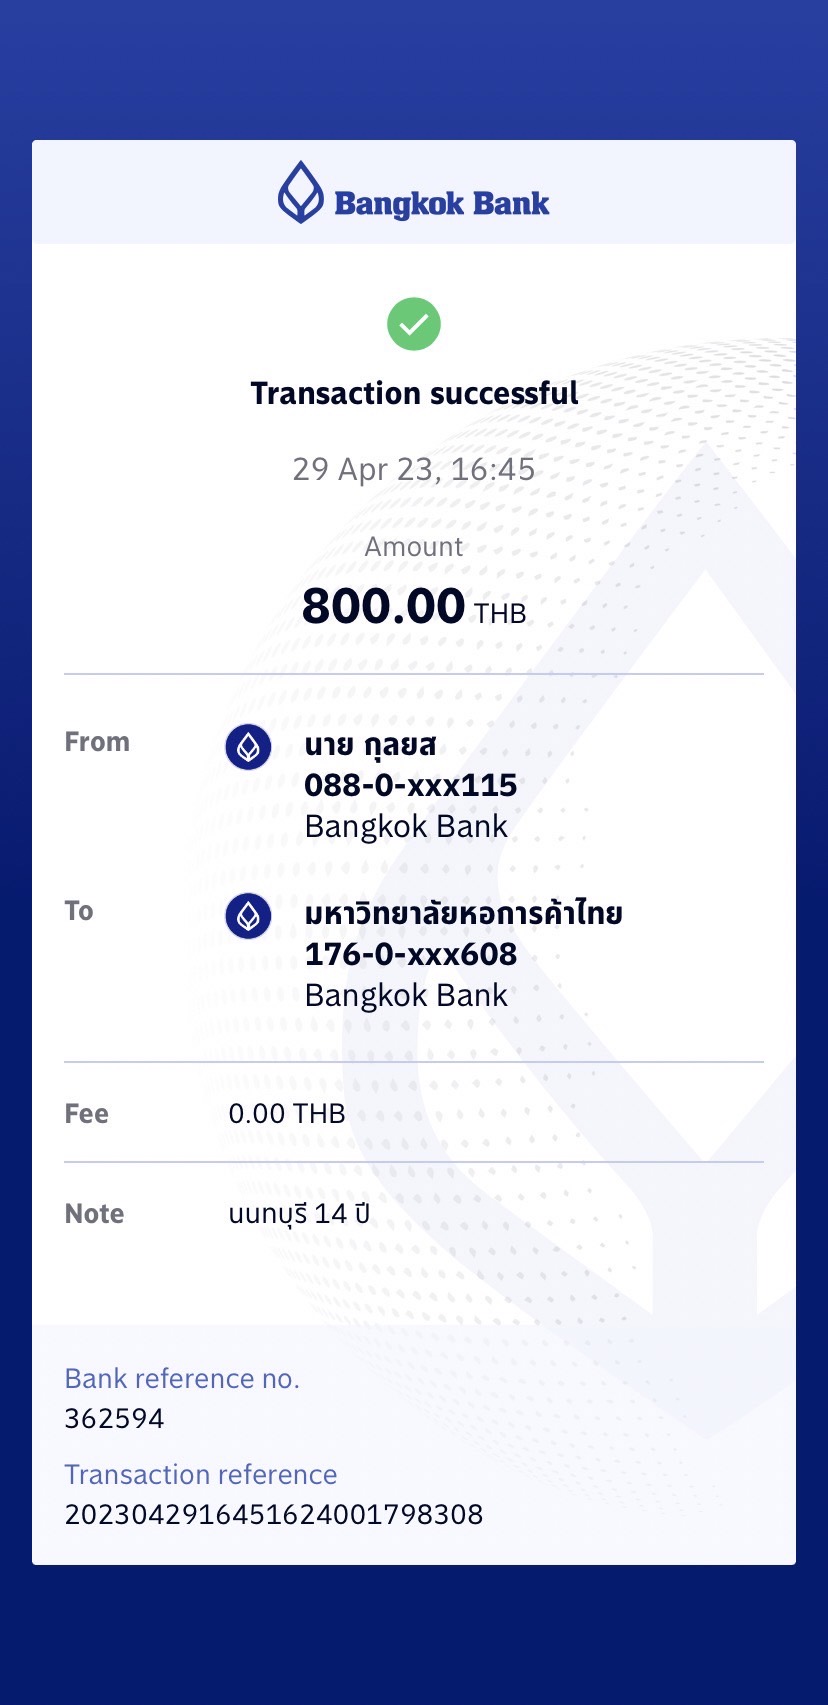 Bangkok Bank
Transaction successful
29 Apr 23, 16:45
Amount
800.00 THB
From
นาย กุลยส
088-0-xxx115
Bangkok Bank
To
มหาวิทยาลัยหอการค้าไทย
176-0-xxx608
Bangkok Bank
Fee 0.00 THB
Note นนทบุรี 14 ปี
Bank reference no.
362594
Transaction reference
2023042916451624001798308